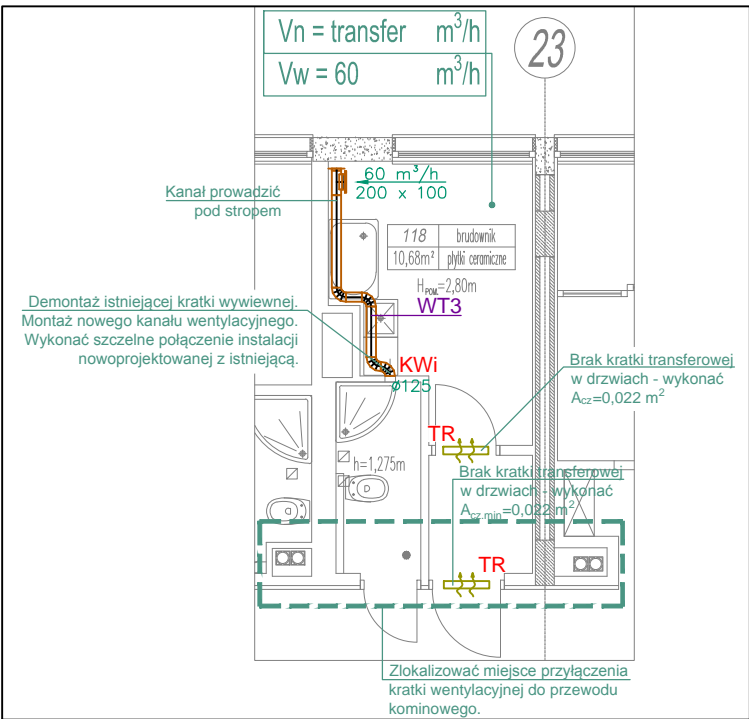 Vn = transfer m³/h
Vw = 60 m³/h
23
60 m³/h
200 x 100
Kanał prowadzić
pod stropem
118 brudownik
10,68m² płytki ceramiczne
H POM.=2,80m
WT3
Demontaż istniejącej kratki wywiewnej.
Montaż nowego kanału wentylacyjnego.
Wykonać szczelne połączenie instalacji
nowoprojektowanej z istniejącą.
KWi
ø125
Brak kratki transferowej
w drzwiach - wykonać
Acz=0,022 m²
TR
h=1,275m
Brak kratki transferowej
w drzwiach - wykonać
Acz.min=0,022 m²
TR
Zlokalizować miejsce przyłączenia
kratki wentylacyjnej do przewodu
kominowego.